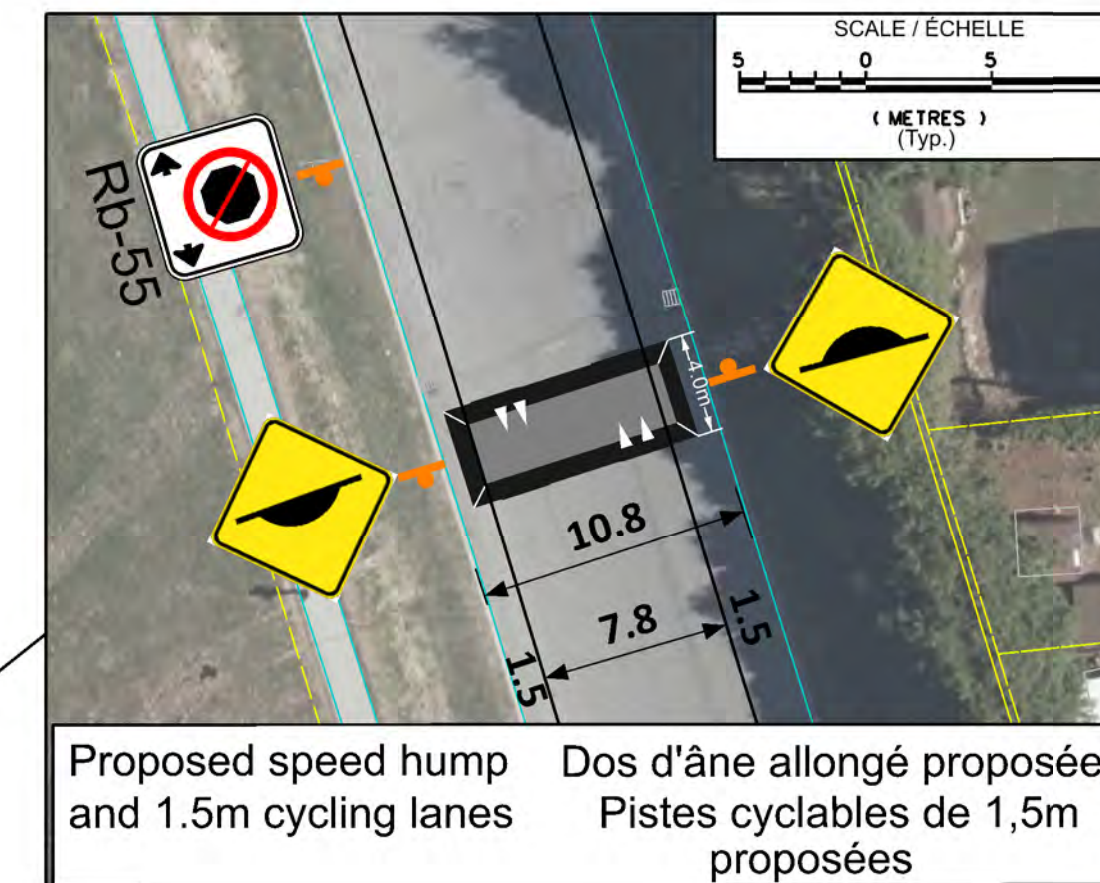 SCALE / ÉCHELLE
5 0 5
( METRES )
(Typ.)
Rb-55
4.0m
10.8
7.8
1.5
1.5
Proposed speed hump
and 1.5m cycling lanes
Dos d'âne allongé proposée
Pistes cyclables de 1,5m
proposées